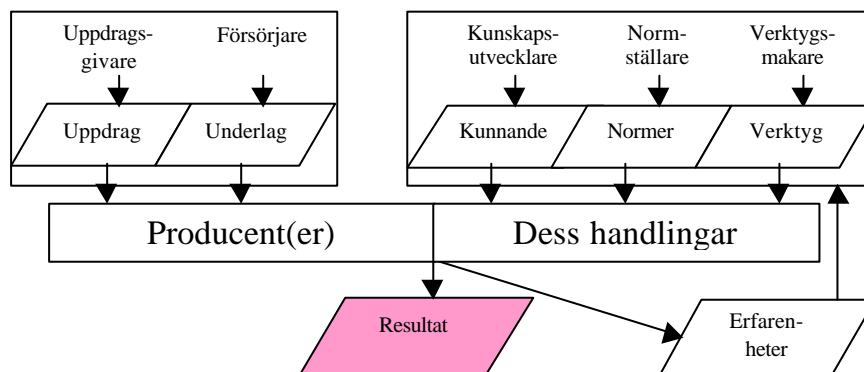 Uppdrags-
givare
Försörjare
Kunskaps-
utvecklare
Norm-
ställare
Verktygs-
makare
Uppdrag
Underlag
Kunnande
Normer
Verktyg
Producent(er)
Dess handlingar
Resultat
Erfaren-
heter